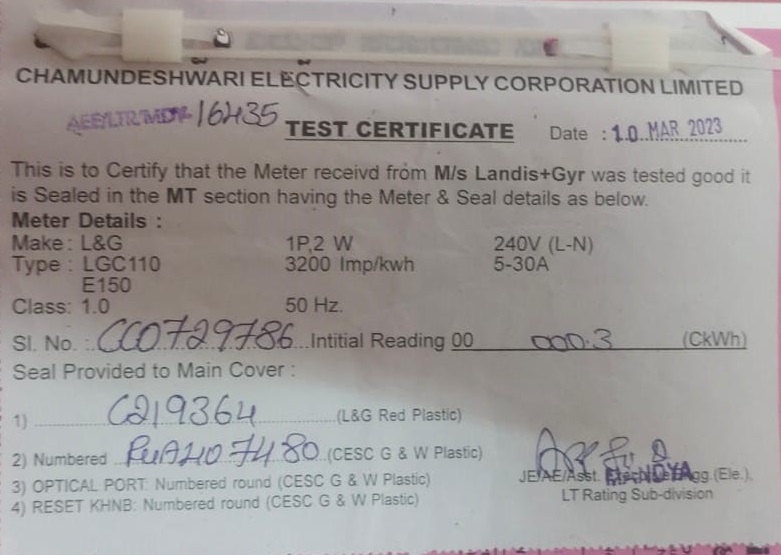 CHAMUNDESHWARI ELECTRICITY SUPPLY CORPORATION LIMITED
16435 TEST CERTIFICATE Date : 10 MAR 2023
This is to Certify that the Meter receivd from M/s Landis+Gyr was tested good it
is Sealed in the MT section having the Meter & Seal details as below.
Meter Details :
Make : L&G 1P,2 W 240V (L-N)
Type : LGC110 3200 Imp/kwh 5-30A
E150
Class: 1.0 50 Hz.
Sl. No. : CC0729786 Intitial Reading 00 000.3 (CkWh)
Seal Provided to Main Cover :
1) C219364 (L&G Red Plastic)
2) Numbered (CESC G & W Plastic)
3) OPTICAL PORT: Numbered round (CESC G & W Plastic) JE/AE/Asst. Engg.(Ele.),
4) RESET KHNB: Numbered round (CESC G & W Plastic) LT Rating Sub-division